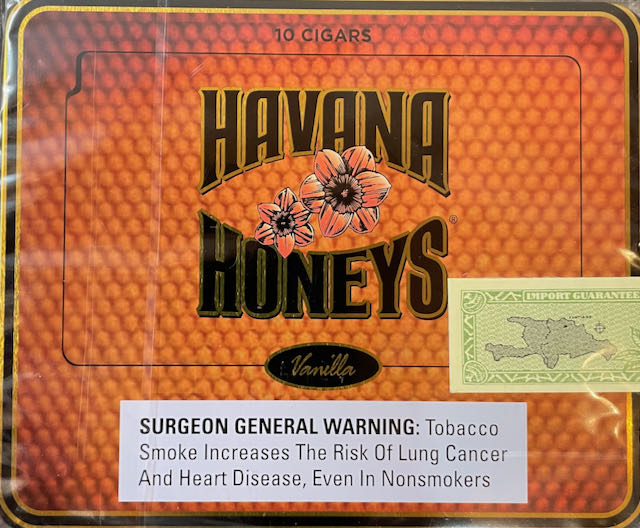 10 CIGARS
HAVANA
HONEYS®
Vanilla
IMPORT GUARANTEE
SURGEON GENERAL WARNING: Tobacco
Smoke Increases The Risk Of Lung Cancer
And Heart Disease, Even In Nonsmokers